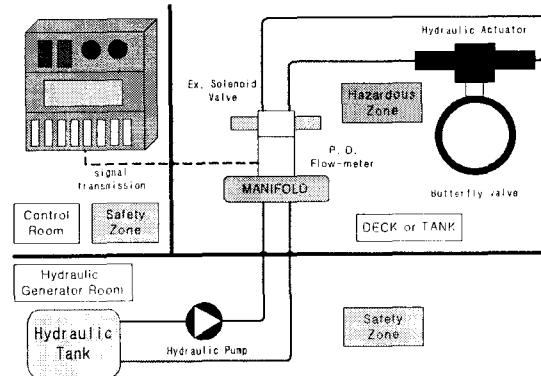 Hydraulic Actuator
Ex. Solenoid
Valve
Hazardous
Zone
P. D.
Flow-meter
signal
transmission
MANIFOLD
Butterfly Valve
Control
Room
Safety
Zone
DECK or TANK
Hydraulic
Generator Room
Hydraulic
Tank
Hydraulic Pump
Safety
Zone